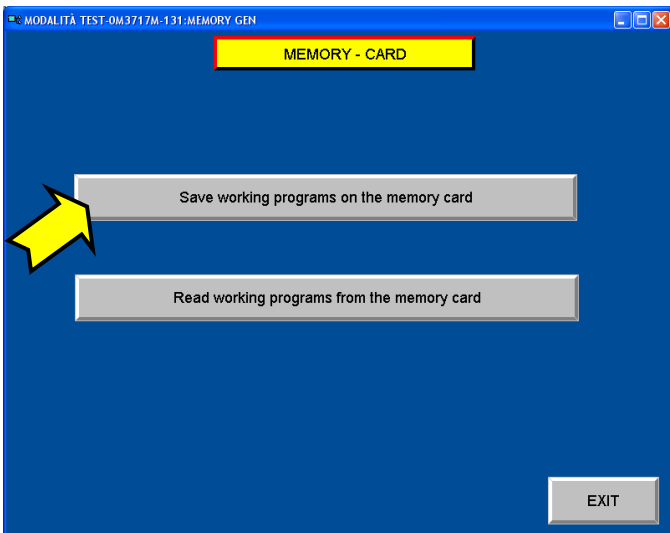 MODALITÀ TEST-OM3717M-131:MEMORY GEN
MEMORY - CARD
Save working programs on the memory card
Read working programs from the memory card
EXIT